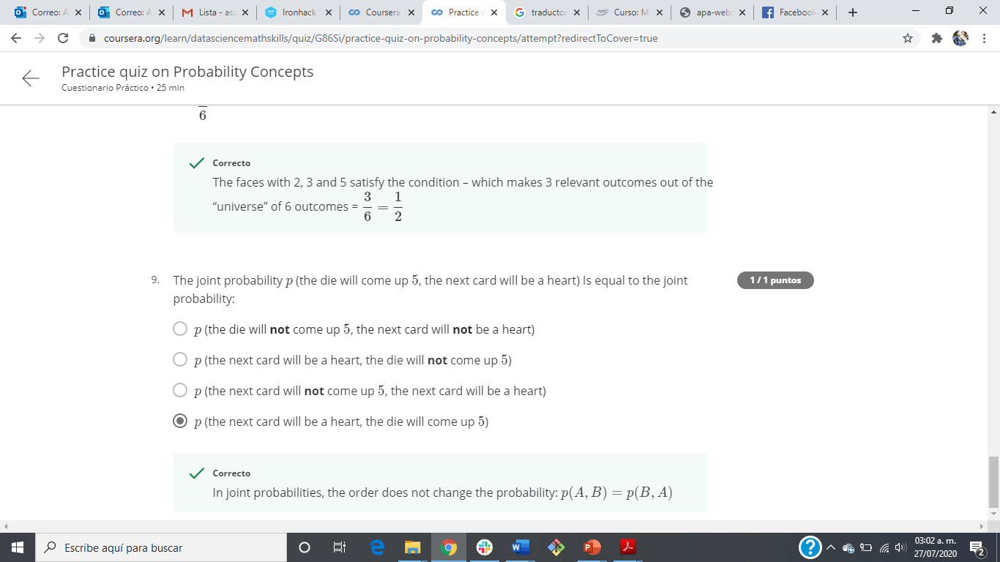 Correo: A
Correo: A
Lista - as
Ironhack
Coursera
Practice
traductor
Curso: M
apa-web
Facebook
coursera.org/learn/datasciencemathskills/quiz/G86Si/practice-quiz-on-probability-concepts/attempt?redirectToCover=true
Practice quiz on Probability Concepts
Cuestionario Práctico • 25 min
6
Correcto
The faces with 2, 3 and 5 satisfy the condition – which makes 3 relevant outcomes out of the
“universe” of 6 outcomes = 3/6 = 1/2
9. The joint probability p (the die will come up 5, the next card will be a heart) Is equal to the joint
probability:
1 / 1 puntos
p (the die will not come up 5, the next card will not be a heart)
p (the next card will be a heart, the die will not come up 5)
p (the next card will not come up 5, the next card will be a heart)
p (the next card will be a heart, the die will come up 5)
Correcto
In joint probabilities, the order does not change the probability: p(A, B) = p(B, A)
Escribe aquí para buscar
03:02 a. m.
27/07/2020
2